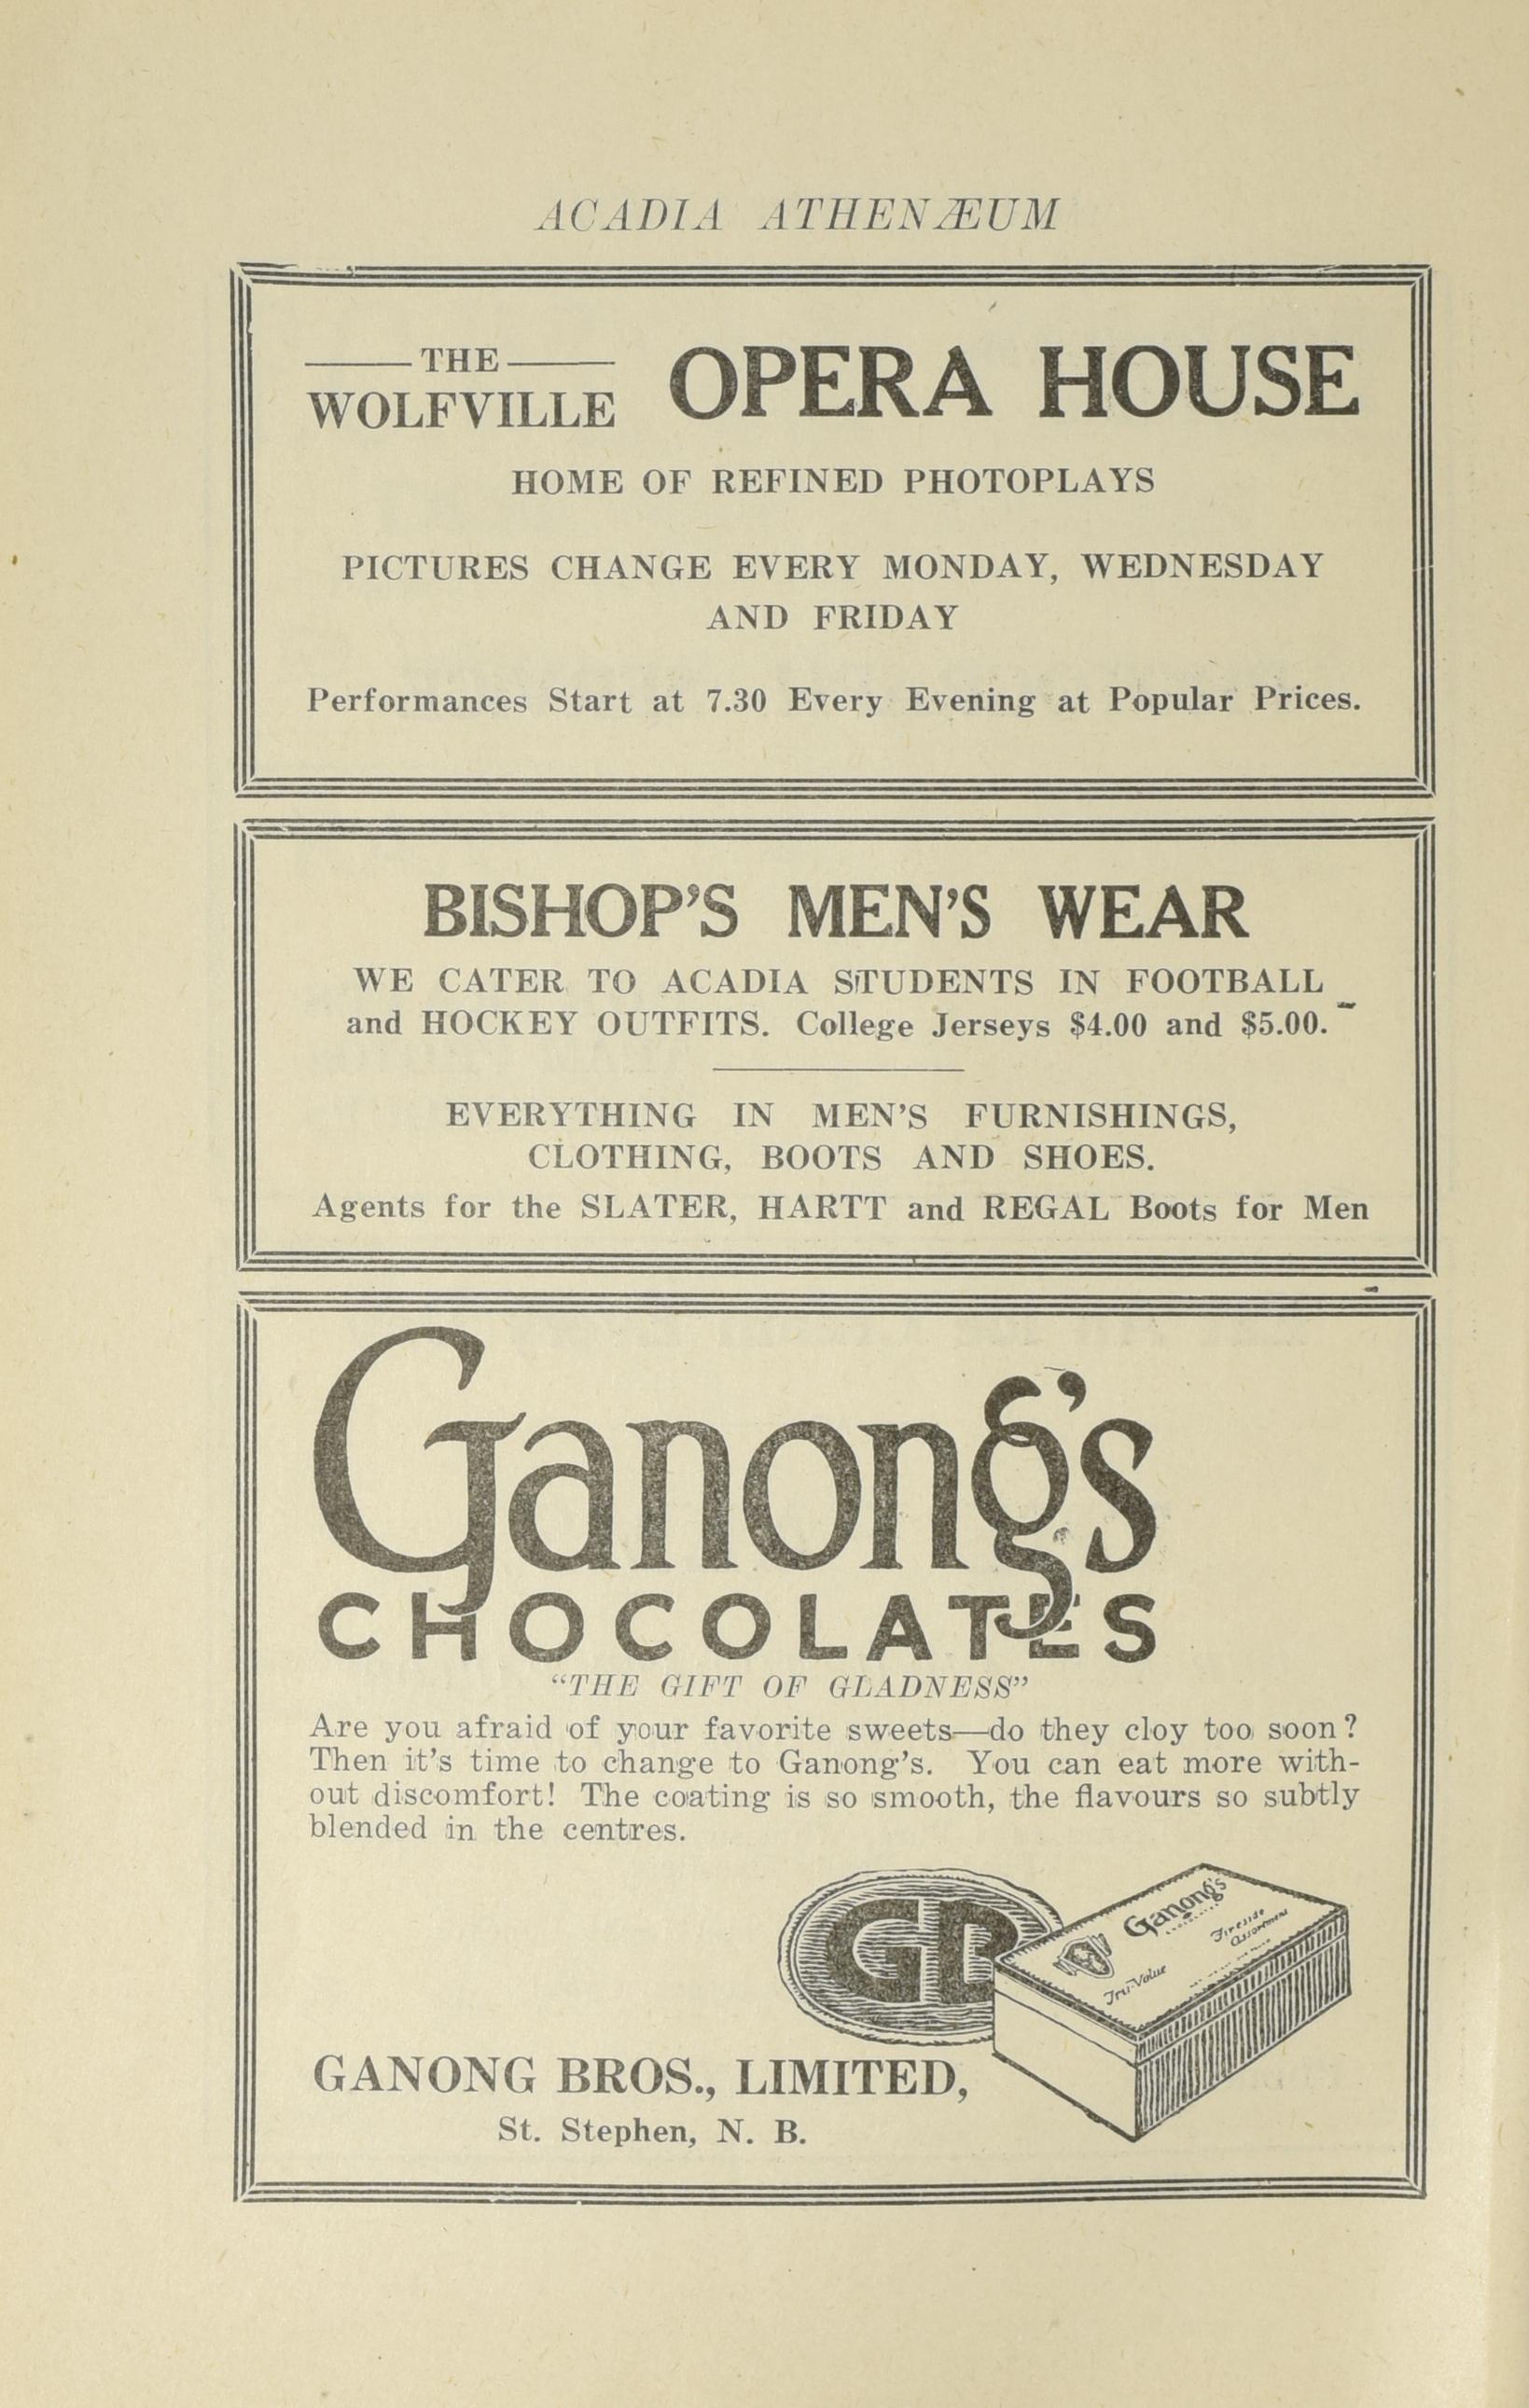 ACADIA ATHENÆUM
THE
WOLFVILLE OPERA HOUSE
HOME OF REFINED PHOTOPLAYS
PICTURES CHANGE EVERY MONDAY, WEDNESDAY
AND FRIDAY
Performances Start at 7.30 Every Evening at Popular Prices.
BISHOP'S MEN'S WEAR
WE CATER TO ACADIA STUDENTS IN FOOTBALL
and HOCKEY OUTFITS. College Jerseys $4.00 and $5.00.
EVERYTHING IN MEN'S FURNISHINGS,
CLOTHING, BOOTS AND SHOES.
Agents for the SLATER, HARTT and REGAL Boots for Men
Ganong's
CHOCOLATES
"THE GIFT OF GLADNESS"
Are you afraid of your favorite sweets—do they cloy too soon?
Then it's time to change to Ganong's. You can eat more with-
out discomfort! The coating is so smooth, the flavours so subtly
blended in the centres.
GB
Ganong's
Fireside
Assortment
Tru-Value
GANONG BROS., LIMITED,
St. Stephen, N. B.